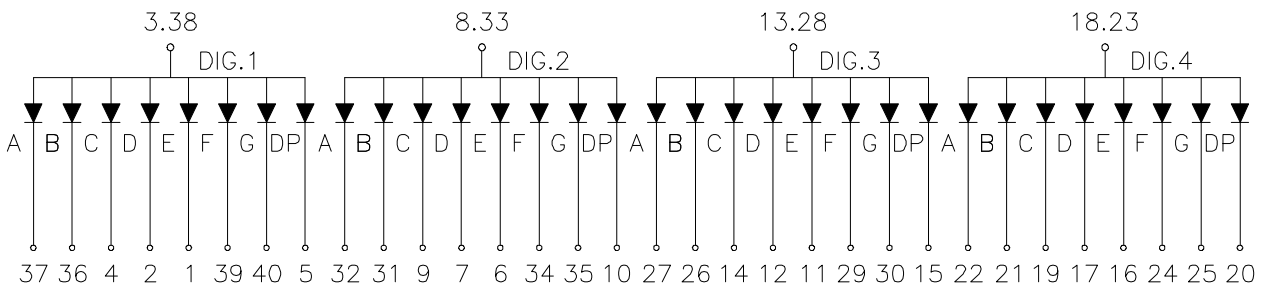 3.38 8.33 13.28 18.23
DIG.1 DIG.2 DIG.3 DIG.4
A B C D E F G DP A B C D E F G DP A B C D E F G DP A B C D E F G DP
37 36 4 2 1 39 40 5 32 31 9 7 6 34 35 10 27 26 14 12 11 29 30 15 22 21 19 17 16 24 25 20